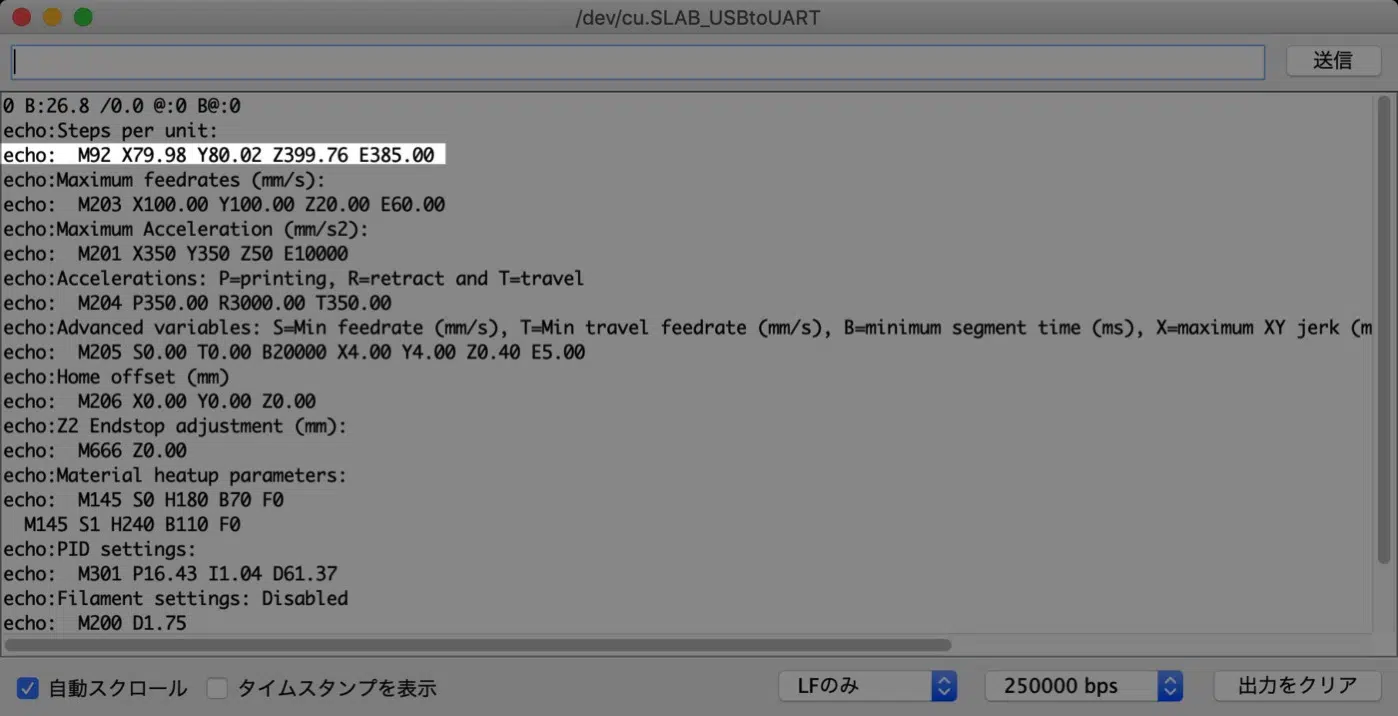 /dev/cu.SLAB_USBtoUART
送信
0 B:26.8 /0.0 @:0 B@:0
echo:Steps per unit:
echo:  M92 X79.98 Y80.02 Z399.76 E385.00
echo:Maximum feedrates (mm/s):
echo:  M203 X100.00 Y100.00 Z20.00 E60.00
echo:Maximum Acceleration (mm/s2):
echo:  M201 X350 Y350 Z50 E10000
echo:Accelerations: P=printing, R=retract and T=travel
echo:  M204 P350.00 R3000.00 T350.00
echo:Advanced variables: S=Min feedrate (mm/s), T=Min travel feedrate (mm/s), B=minimum segment time (ms), X=maximum XY jerk (m
echo:  M205 S0.00 T0.00 B20000 X4.00 Y4.00 Z0.40 E5.00
echo:Home offset (mm)
echo:  M206 X0.00 Y0.00 Z0.00
echo:Z2 Endstop adjustment (mm):
echo:  M666 Z0.00
echo:Material heatup parameters:
echo:  M145 S0 H180 B70 F0
  M145 S1 H240 B110 F0
echo:PID settings:
echo:  M301 P16.43 I1.04 D61.37
echo:Filament settings: Disabled
echo:  M200 D1.75
自動スクロール タイムスタンプを表示 LFのみ 250000 bps 出力をクリア